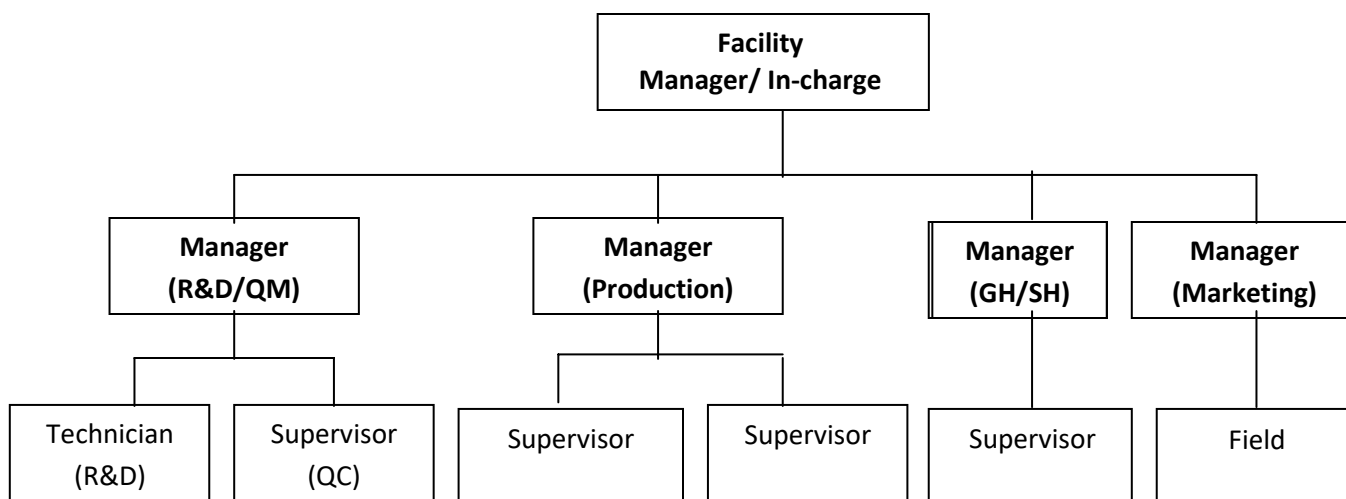 Facility
Manager/ In-charge
Manager
(R&D/QM)
Manager
(Production)
Manager
(GH/SH)
Manager
(Marketing)
Technician
(R&D)
Supervisor
(QC)
Supervisor
Supervisor
Supervisor
Field